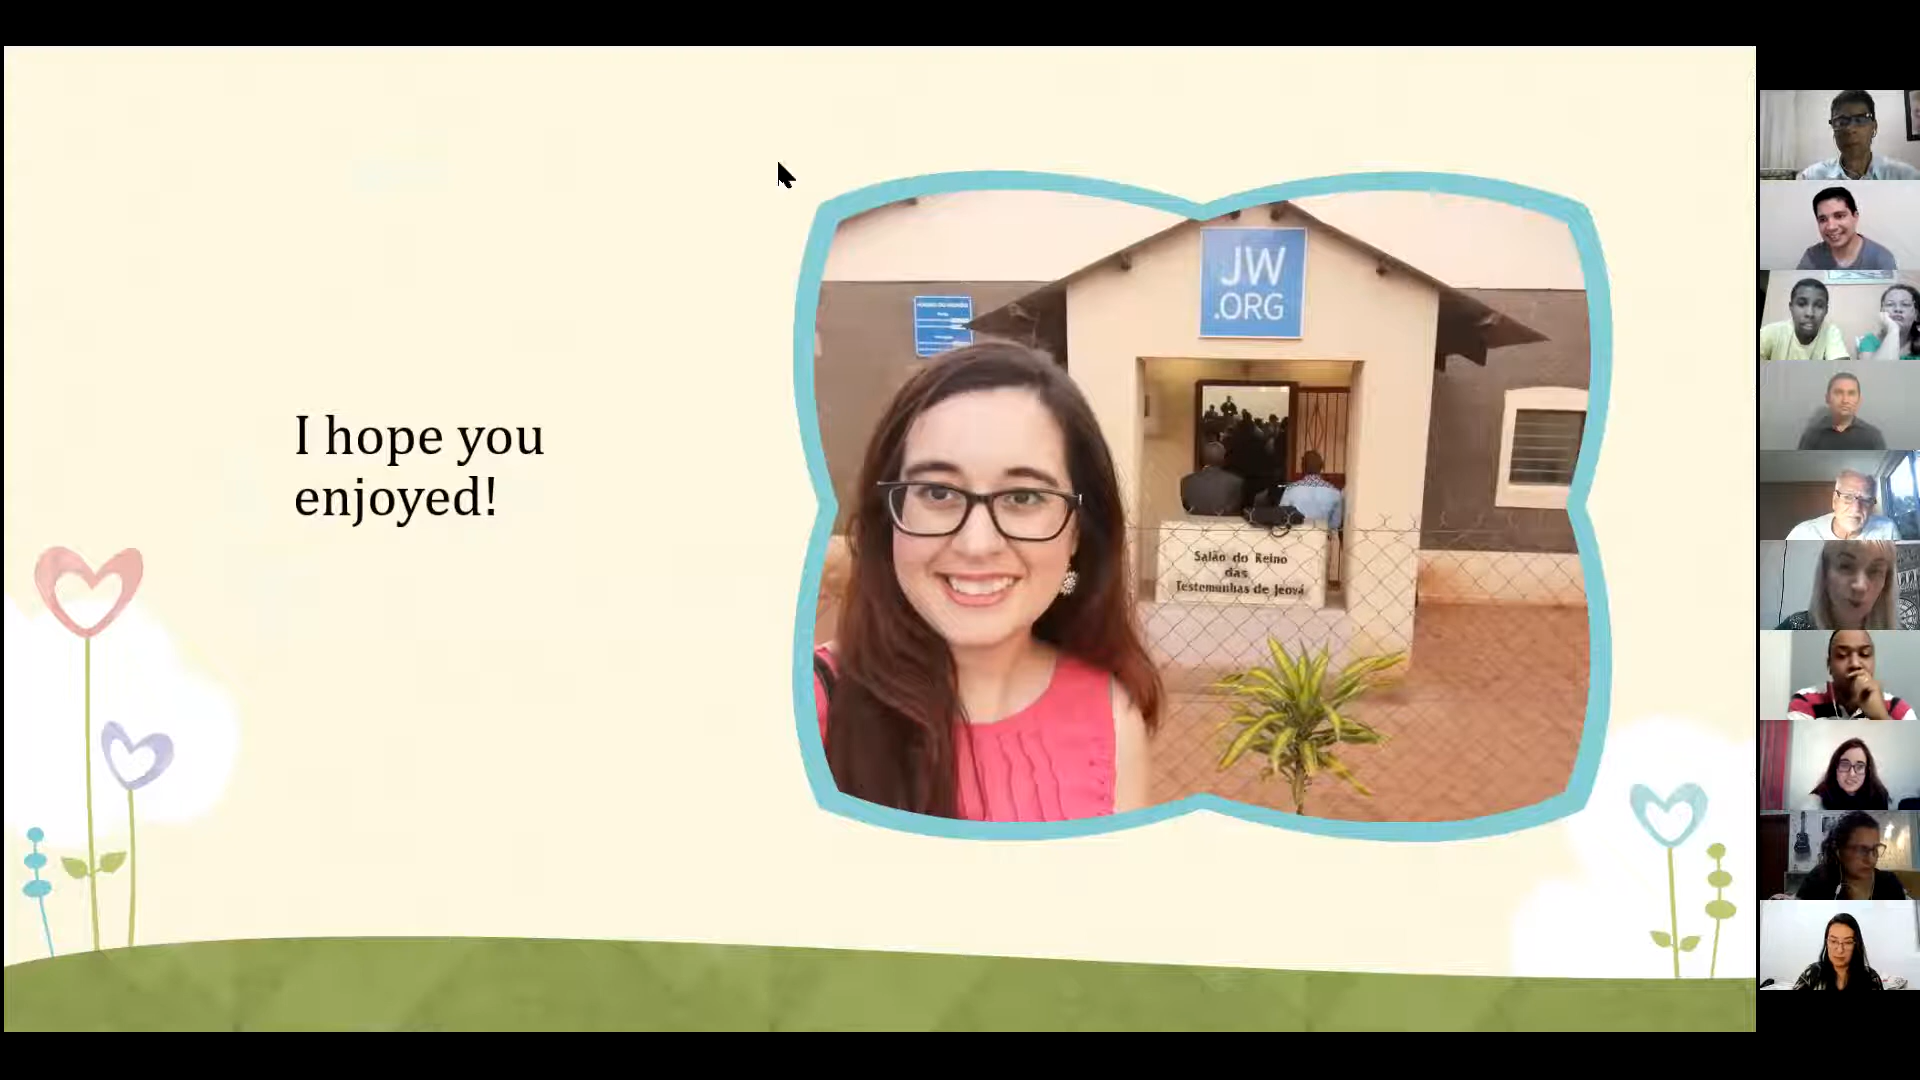 I hope you
enjoyed!
JW
.ORG
Salão do Reino
das
Testemunhas de Jeová